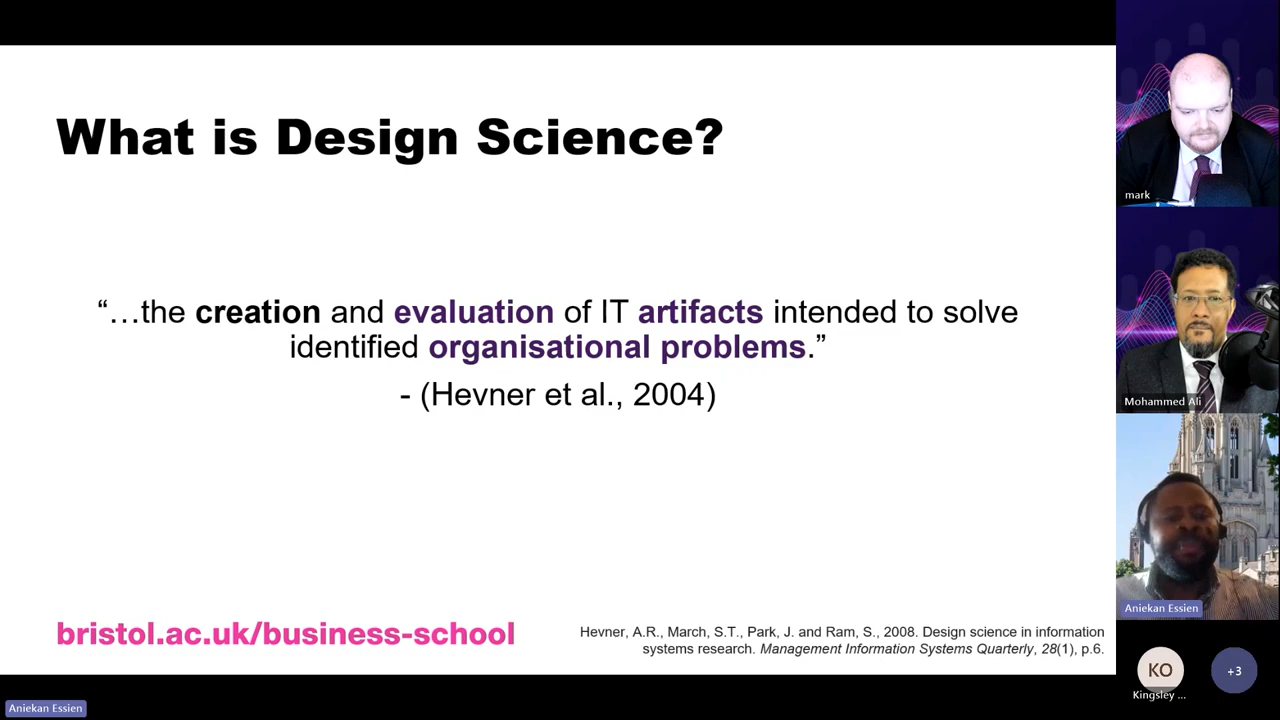 What is Design Science?
“…the creation and evaluation of IT artifacts intended to solve
identified organisational problems.”
- (Hevner et al., 2004)
bristol.ac.uk/business-school
Hevner, A.R., March, S.T., Park, J. and Ram, S., 2008. Design science in information
systems research. Management Information Systems Quarterly, 28(1), p.6.
Aniekan Essien
mark
Mohammed Ali
Aniekan Essien
KO
Kingsley ...
+3